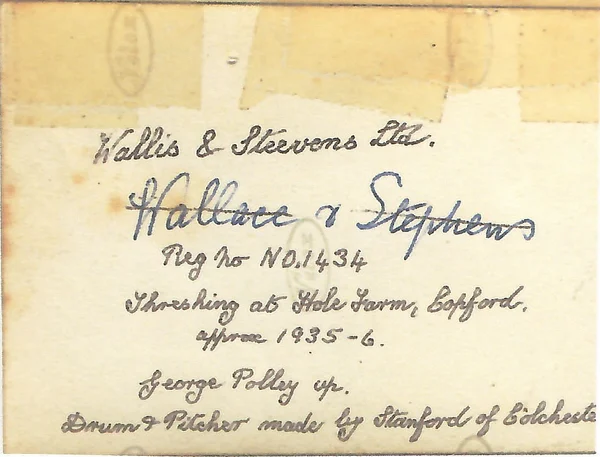 Wallis & Steevens Ltd.
Wallace & Stephens
Reg no NO.1434
Threshing at Hole Farm, Copford.
approx 1935-6.
George Polley up.
Drum & Pitcher made by Stanford of Colcheste